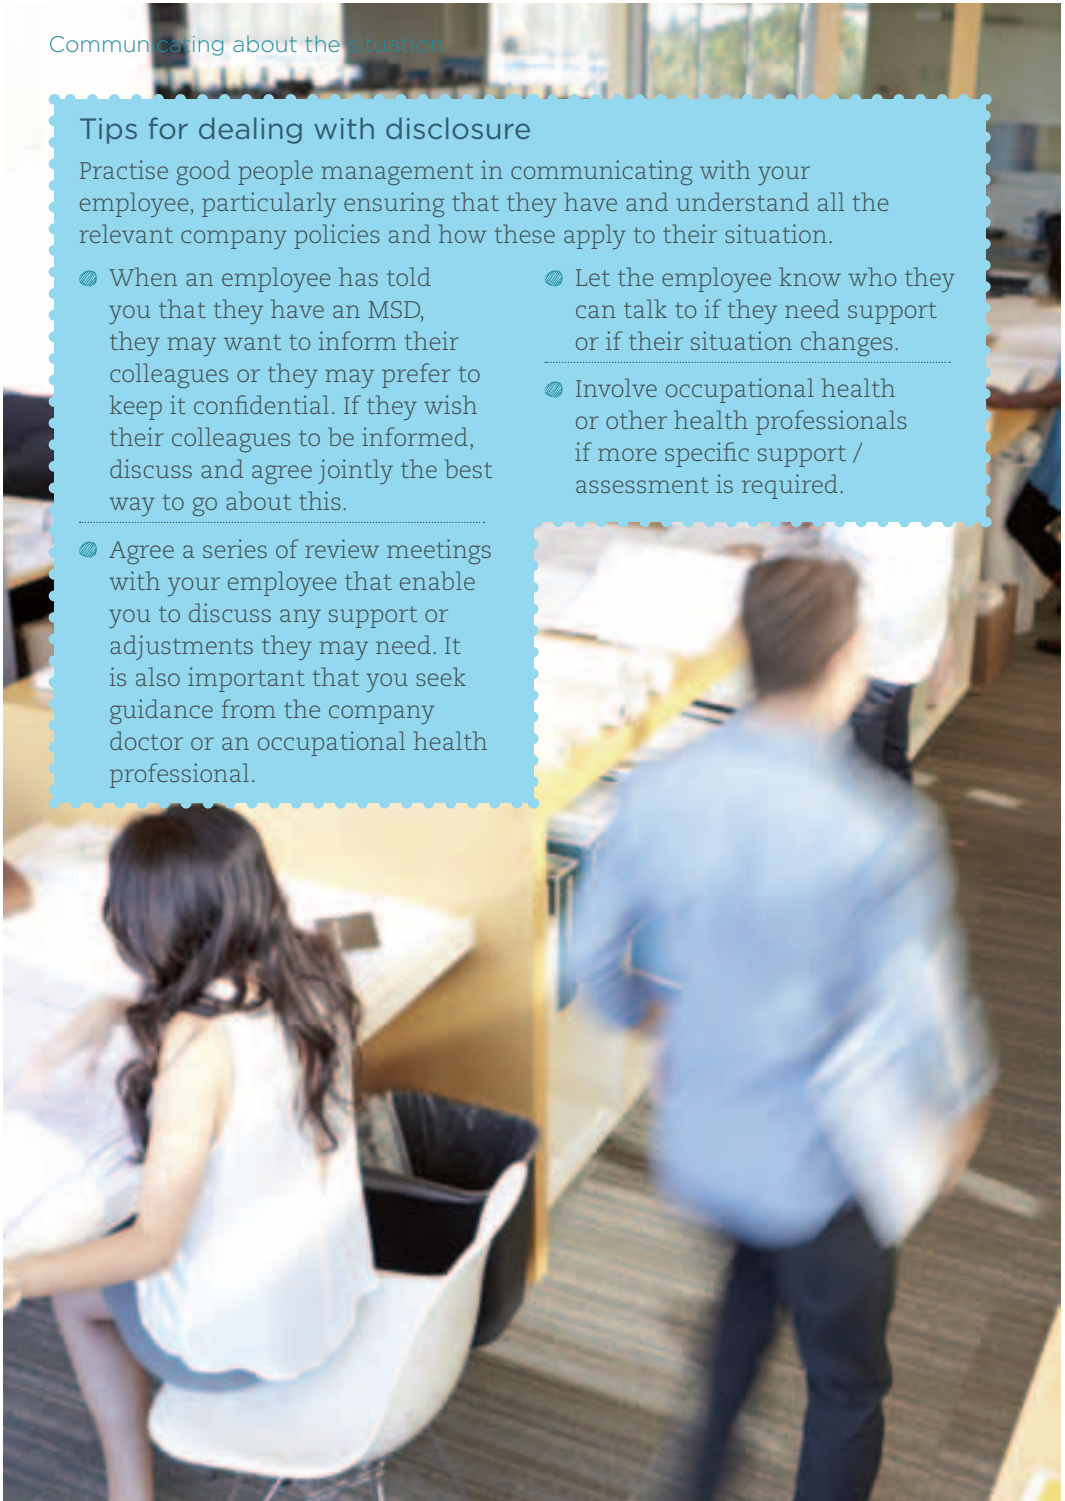 Communicating about the situation
Tips for dealing with disclosure
Practise good people management in communicating with your
employee, particularly ensuring that they have and understand all the
relevant company policies and how these apply to their situation.
When an employee has told
you that they have an MSD,
they may want to inform their
colleagues or they may prefer to
keep it confidential. If they wish
their colleagues to be informed,
discuss and agree jointly the best
way to go about this.
Agree a series of review meetings
with your employee that enable
you to discuss any support or
adjustments they may need. It
is also important that you seek
guidance from the company
doctor or an occupational health
professional.
Let the employee know who they
can talk to if they need support
or if their situation changes.
Involve occupational health
or other health professionals
if more specific support /
assessment is required.